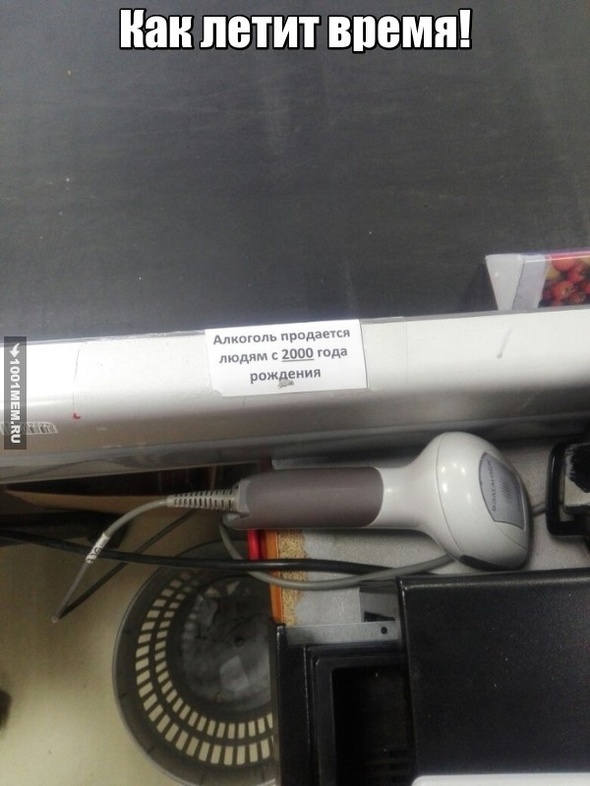 Как летит время!
Алкоголь продается
людям с 2000 года
рождения
1001MEM.RU